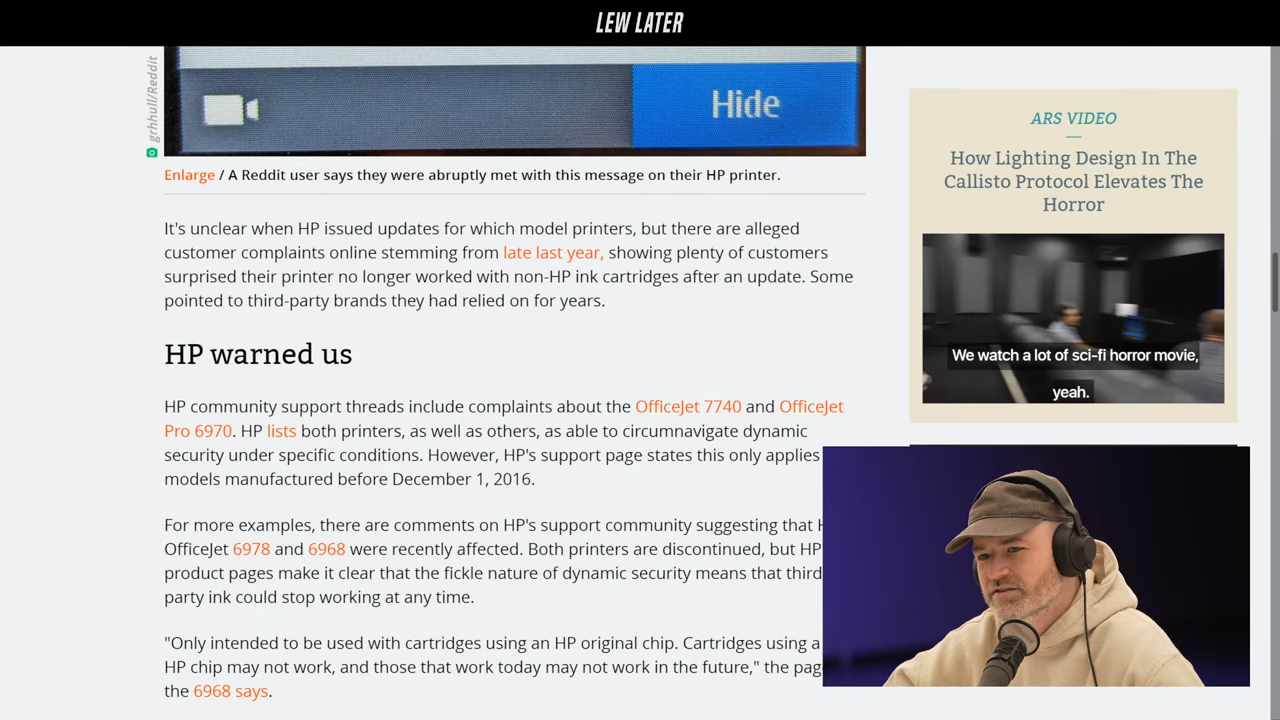 LEW LATER
grhhull/Reddit
Hide
Enlarge / A Reddit user says they were abruptly met with this message on their HP printer.
It's unclear when HP issued updates for which model printers, but there are alleged
customer complaints online stemming from late last year, showing plenty of customers
surprised their printer no longer worked with non-HP ink cartridges after an update. Some
pointed to third-party brands they had relied on for years.
HP warned us
HP community support threads include complaints about the OfficeJet 7740 and OfficeJet
Pro 6970. HP lists both printers, as well as others, as able to circumnavigate dynamic
security under specific conditions. However, HP's support page states this only applies
models manufactured before December 1, 2016.
For more examples, there are comments on HP's support community suggesting that
OfficeJet 6978 and 6968 were recently affected. Both printers are discontinued, but HP
product pages make it clear that the fickle nature of dynamic security means that third
party ink could stop working at any time.
"Only intended to be used with cartridges using an HP original chip. Cartridges using a
HP chip may not work, and those that work today may not work in the future," the pag
the 6968 says.
ARS VIDEO
How Lighting Design In The
Callisto Protocol Elevates The
Horror
We watch a lot of sci-fi horror movie,
yeah.